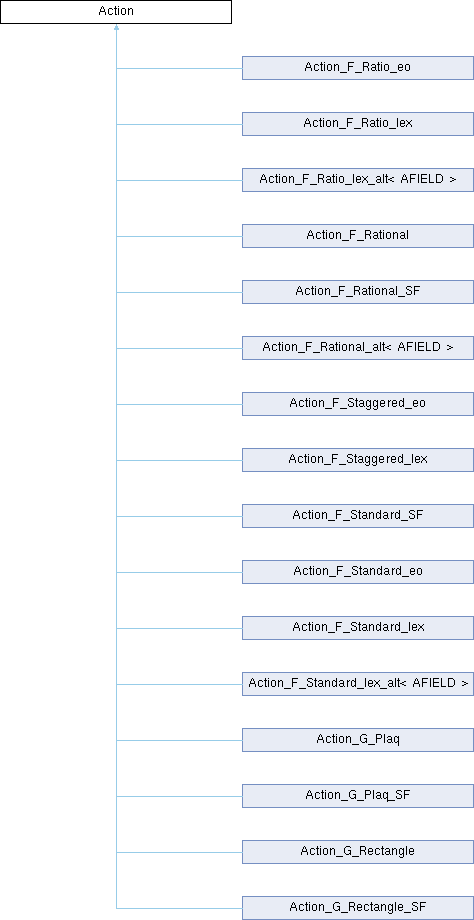 Action
Action_F_Ratio_eo
Action_F_Ratio_lex
Action_F_Ratio_lex_alt< AFIELD >
Action_F_Rational
Action_F_Rational_SF
Action_F_Rational_alt< AFIELD >
Action_F_Staggered_eo
Action_F_Staggered_lex
Action_F_Standard_SF
Action_F_Standard_eo
Action_F_Standard_lex
Action_F_Standard_lex_alt< AFIELD >
Action_G_Plaq
Action_G_Plaq_SF
Action_G_Rectangle
Action_G_Rectangle_SF